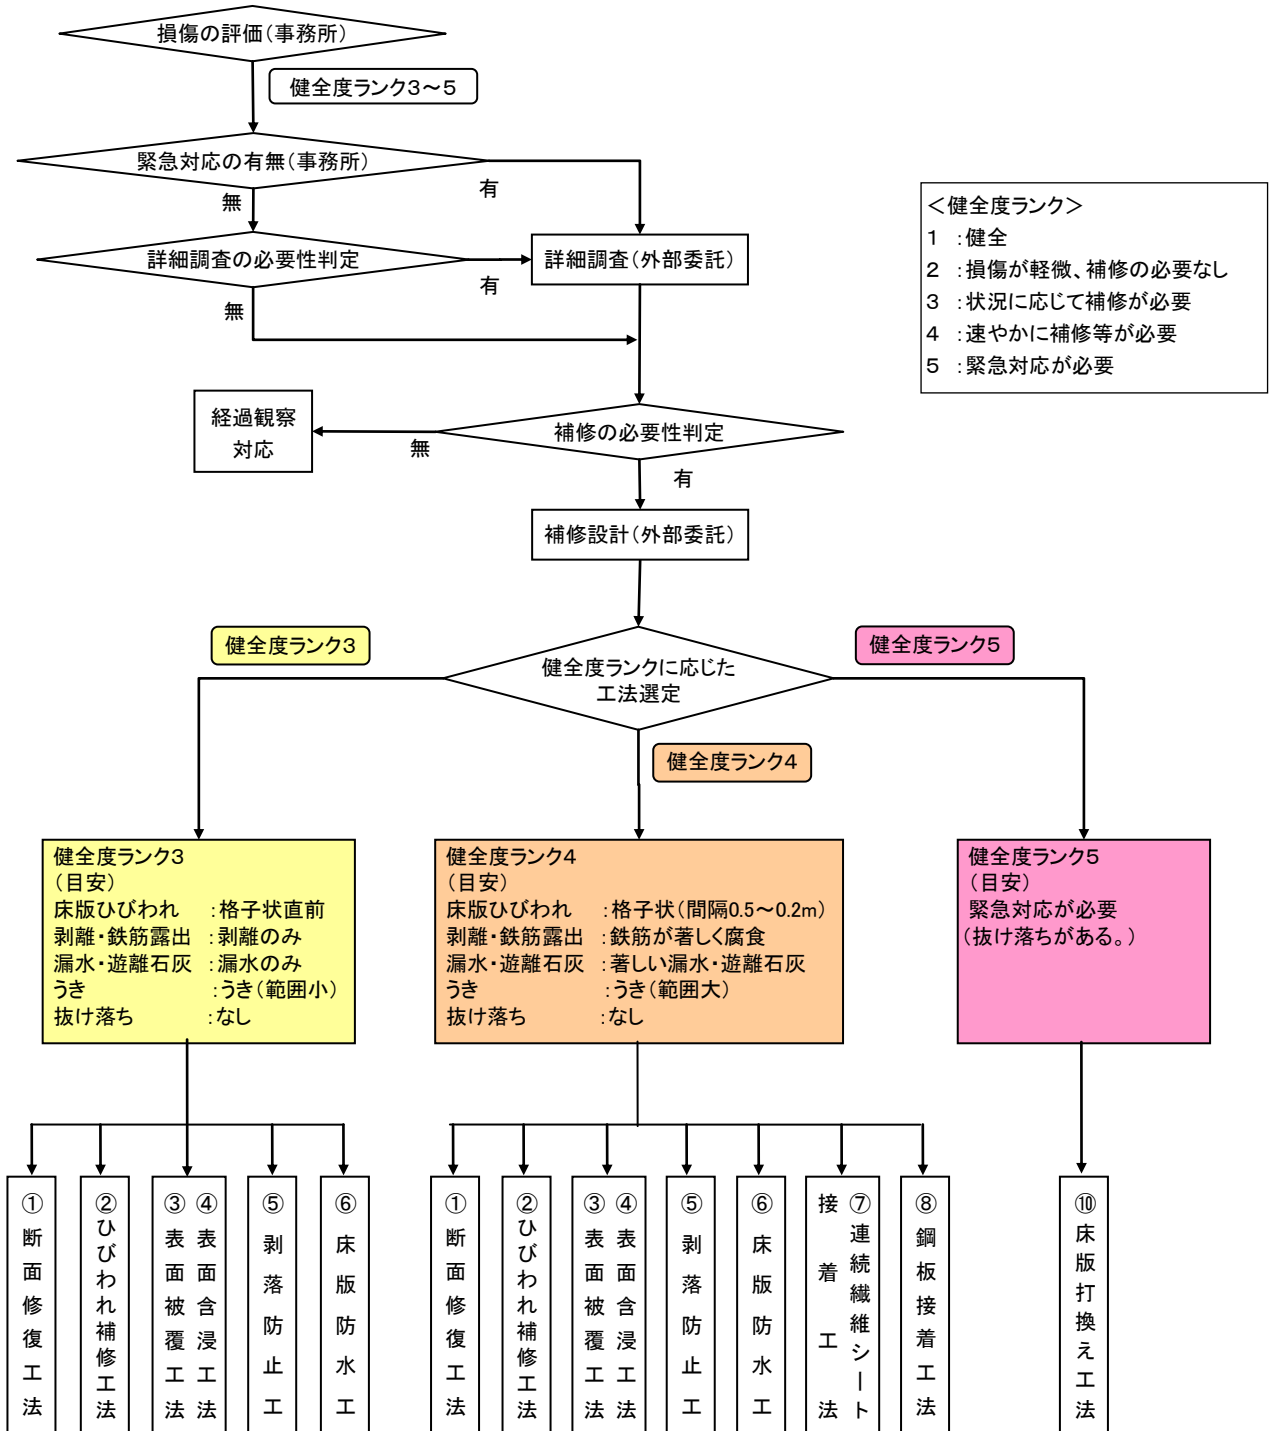 損傷の評価(事務所)
健全度ランク3～5
緊急対応の有無(事務所)
有
無
詳細調査の必要性判定
有
無
詳細調査(外部委託)
＜健全度ランク＞
1 :健全
2 :損傷が軽微、補修の必要なし
3 :状況に応じて補修が必要
4 :速やかに補修等が必要
5 :緊急対応が必要
経過観察
対応
無
補修の必要性判定
有
補修設計(外部委託)
健全度ランクに応じた
工法選定
健全度ランク3
健全度ランク4
健全度ランク5
健全度ランク3
(目安)
床版ひびわれ :格子状直前
剥離・鉄筋露出 :剥離のみ
漏水・遊離石灰 :漏水のみ
うき :うき(範囲小)
抜け落ち :なし
健全度ランク4
(目安)
床版ひびわれ :格子状(間隔0.5～0.2m)
剥離・鉄筋露出 :鉄筋が著しく腐食
漏水・遊離石灰 :著しい漏水・遊離石灰
うき :うき(範囲大)
抜け落ち :なし
健全度ランク5
(目安)
緊急対応が必要
(抜け落ちがある。)
①断面修復工法
②ひびわれ補修工法
④表面含浸工法
③表面被覆工法
⑤剥落防止工
⑥床版防水工
①断面修復工法
②ひびわれ補修工法
④表面含浸工法
③表面被覆工法
⑤剥落防止工
⑥床版防水工
⑦連続繊維シート
接着工法
⑧鋼板接着工法
⑩床版打換え工法